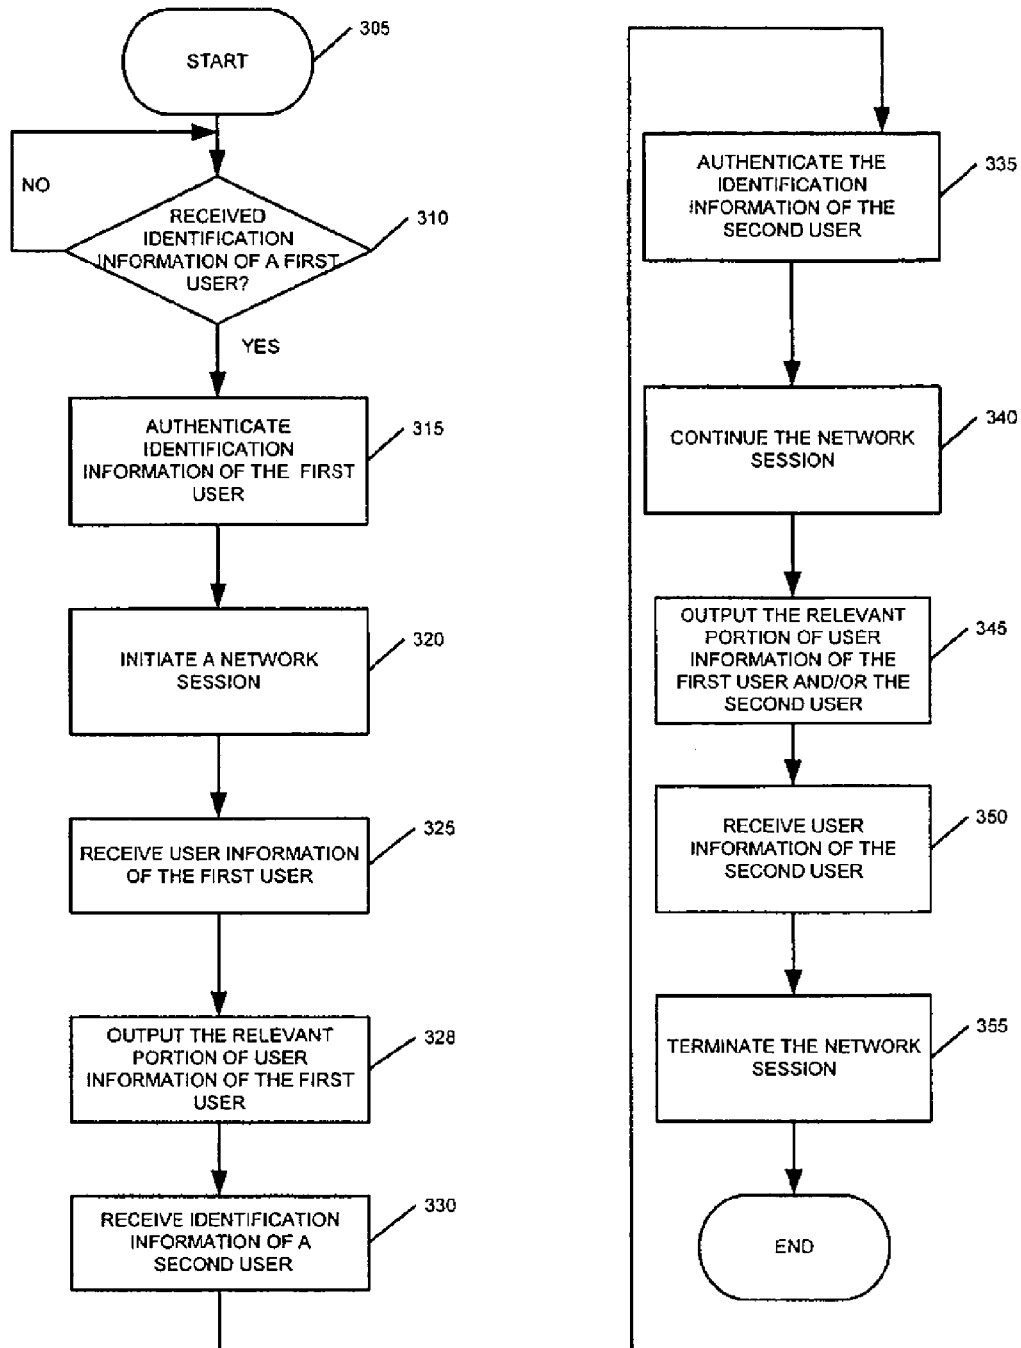 START
305
NO
RECEIVED
IDENTIFICATION
INFORMATION OF A FIRST
USER?
310
YES
AUTHENTICATE
IDENTIFICATION
INFORMATION OF THE FIRST
USER
315
INITIATE A NETWORK
SESSION
320
RECEIVE USER INFORMATION
OF THE FIRST USER
325
OUTPUT THE RELEVANT
PORTION OF USER
INFORMATION OF THE FIRST
USER
328
RECEIVE IDENTIFICATION
INFORMATION OF A
SECOND USER
330
AUTHENTICATE THE
IDENTIFICATION
INFORMATION OF THE
SECOND USER
335
CONTINUE THE NETWORK
SESSION
340
OUTPUT THE RELEVANT
PORTION OF USER
INFORMATION OF THE
FIRST USER AND/OR THE
SECOND USER
345
RECEIVE USER
INFORMATION OF THE
SECOND USER
350
TERMINATE THE NETWORK
SESSION
355
END